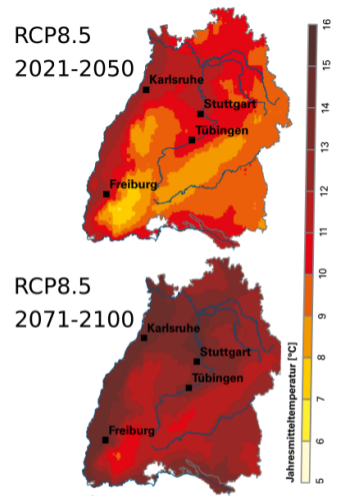 RCP8.5
2021-2050
Karlsruhe
Stuttgart
Tübingen
Freiburg
RCP8.5
2071-2100
Karlsruhe
Stuttgart
Tübingen
Freiburg
16
15
14
13
12
11
10
9
8
7
6
5
Jahresmitteltemperatur [°C]